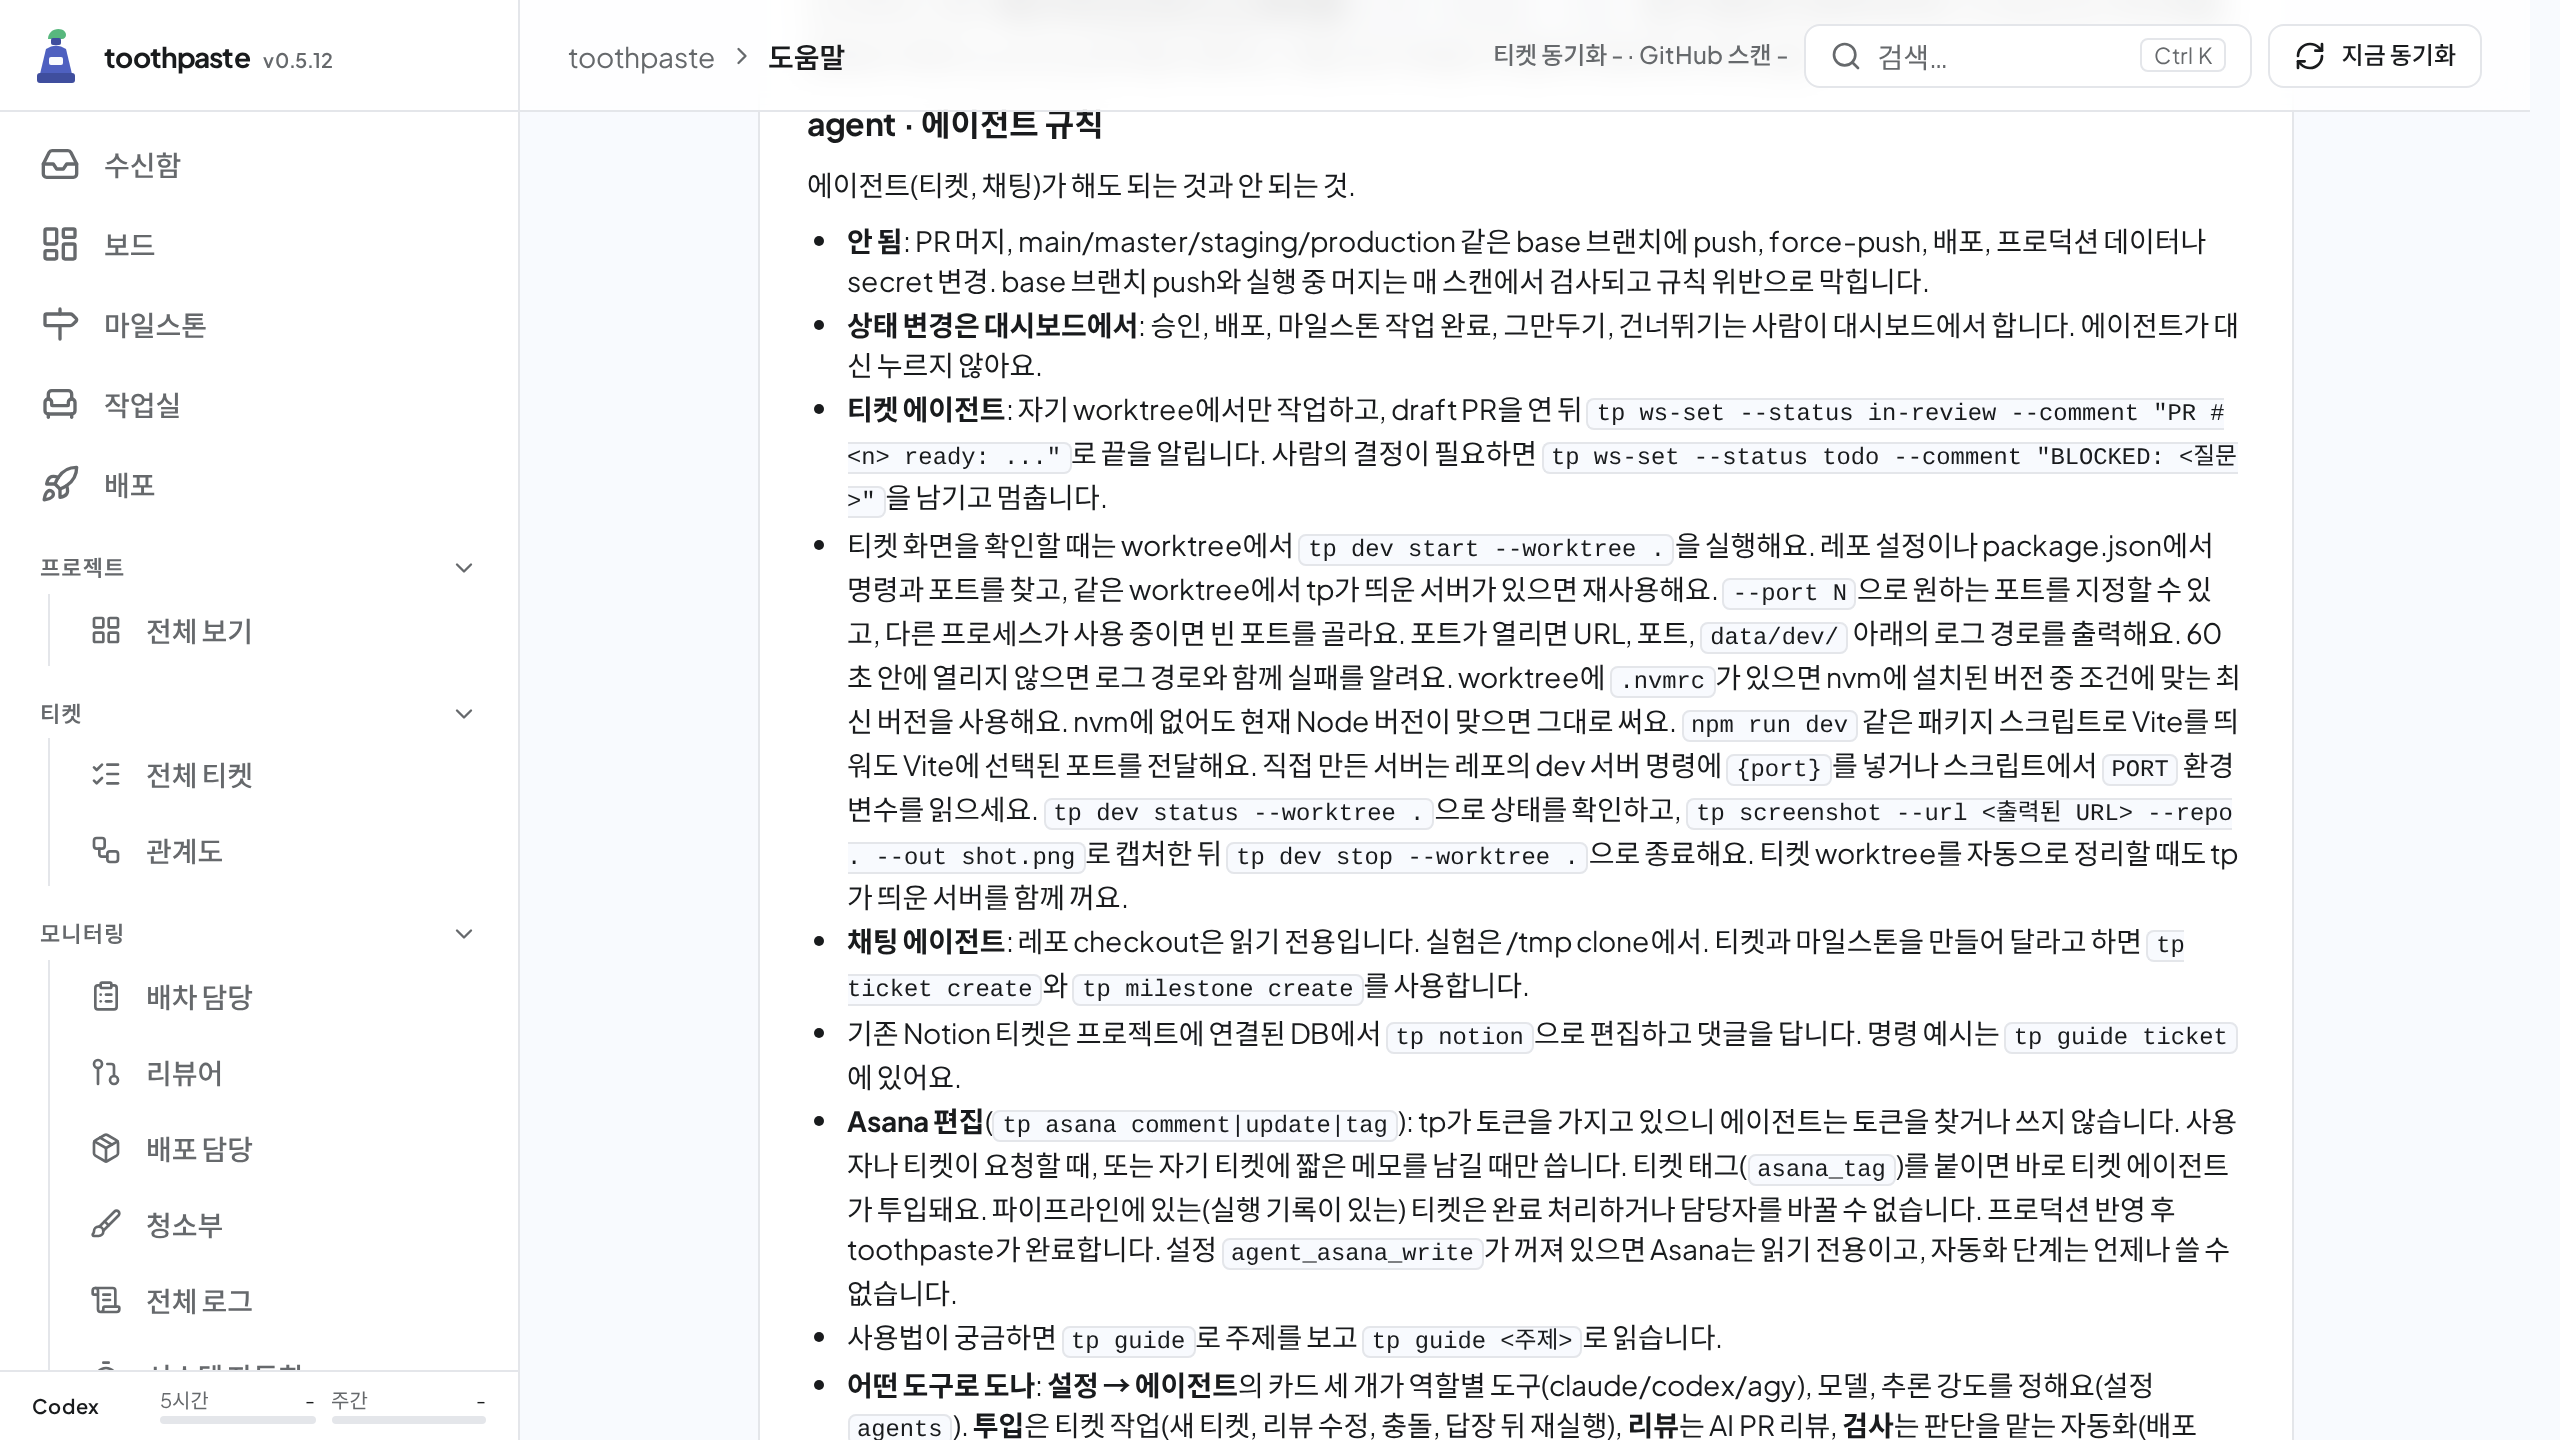 toothpaste v0.5.12
toothpaste > 도움말
티켓 동기화 - · GitHub 스캔 -
검색...
Ctrl K
지금 동기화
수신함
보드
마일스톤
작업실
배포
프로젝트
전체 보기
티켓
전체 티켓
관계도
모니터링
배차 담당
리뷰어
배포 담당
청소부
전체 로그
Codex
5시간 -
주간 -
agent · 에이전트 규칙
에이전트(티켓, 채팅)가 해도 되는 것과 안 되는 것.
안 됨: PR 머지, main/master/staging/production 같은 base 브랜치에 push, force-push, 배포, 프로덕션 데이터나
secret 변경. base 브랜치 push와 실행 중 머지는 매 스캔에서 검사되고 규칙 위반으로 막힙니다.
상태 변경은 대시보드에서: 승인, 배포, 마일스톤 작업 완료, 그만두기, 건너뛰기는 사람이 대시보드에서 합니다. 에이전트가 대
신 누르지 않아요.
티켓 에이전트: 자기 worktree에서만 작업하고, draft PR을 연 뒤 tp ws-set --status in-review --comment "PR #
<n> ready: ..."로 끝을 알립니다. 사람의 결정이 필요하면 tp ws-set --status todo --comment "BLOCKED: <질문
>"을 남기고 멈춥니다.
티켓 화면을 확인할 때는 worktree에서 tp dev start --worktree .을 실행해요. 레포 설정이나 package.json에서
명령과 포트를 찾고, 같은 worktree에서 tp가 띄운 서버가 있으면 재사용해요. --port N으로 원하는 포트를 지정할 수 있
고, 다른 프로세스가 사용 중이면 빈 포트를 골라요. 포트가 열리면 URL, 포트, data/dev/ 아래의 로그 경로를 출력해요. 60
초 안에 열리지 않으면 로그 경로와 함께 실패를 알려요. worktree에 .nvmrc가 있으면 nvm에 설치된 버전 중 조건에 맞는 최
신 버전을 사용해요. nvm에 없어도 현재 Node 버전이 맞으면 그대로 써요. npm run dev 같은 패키지 스크립트로 Vite를 띄
워도 Vite에 선택된 포트를 전달해요. 직접 만든 서버는 레포의 dev 서버 명령에 {port}를 넣거나 스크립트에서 PORT 환경
변수를 읽으세요. tp dev status --worktree .으로 상태를 확인하고, tp screenshot --url <출력된 URL> --repo
. --out shot.png로 캡처한 뒤 tp dev stop --worktree .으로 종료해요. 티켓 worktree를 자동으로 정리할 때도 tp
가 띄운 서버를 함께 꺼요.
채팅 에이전트: 레포 checkout은 읽기 전용입니다. 실험은 /tmp clone에서. 티켓과 마일스톤을 만들어 달라고 하면 tp
ticket create와 tp milestone create를 사용합니다.
기존 Notion 티켓은 프로젝트에 연결된 DB에서 tp notion으로 편집하고 댓글을 답니다. 명령 예시는 tp guide ticket
에 있어요.
Asana 편집(tp asana comment|update|tag): tp가 토큰을 가지고 있으니 에이전트는 토큰을 찾거나 쓰지 않습니다. 사용
자나 티켓이 요청할 때, 또는 자기 티켓에 짧은 메모를 남길 때만 씁니다. 티켓 태그(asana_tag)를 붙이면 바로 티켓 에이전트
가 투입돼요. 파이프라인에 있는(실행 기록이 있는) 티켓은 완료 처리하거나 담당자를 바꿀 수 없습니다. 프로덕션 반영 후
toothpaste가 완료합니다. 설정 agent_asana_write가 꺼져 있으면 Asana는 읽기 전용이고, 자동화 단계는 언제나 쓸 수
없습니다.
사용법이 궁금하면 tp guide로 주제를 보고 tp guide <주제>로 읽습니다.
어떤 도구로 도나: 설정 → 에이전트의 카드 세 개가 역할별 도구(claude/codex/agy), 모델, 추론 강도를 정해요(설정
agents). 투입은 티켓 작업(새 티켓, 리뷰 수정, 충돌, 답장 뒤 재실행), 리뷰는 AI PR 리뷰, 검사는 판단을 맡는 자동화(배포